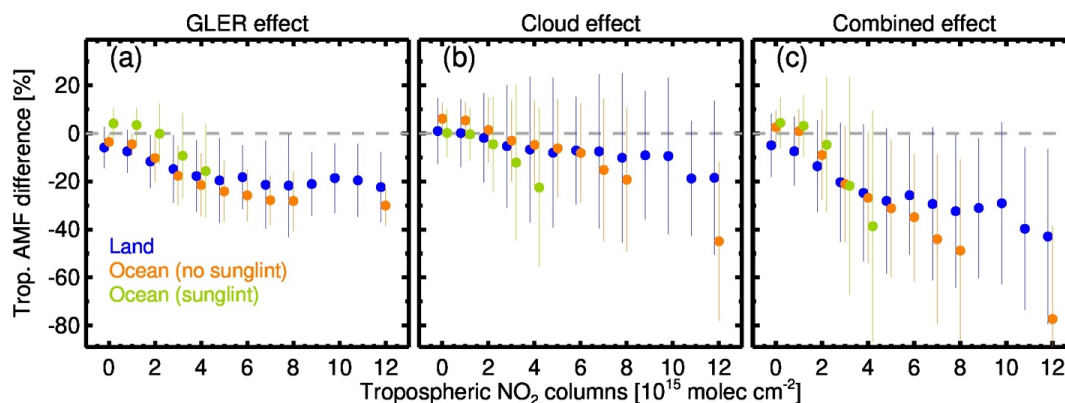 GLER effect
Cloud effect
Combined effect
(a)
(b)
(c)
Trop. AMF difference [%]
20
0
-20
-40
-60
-80
Land
Ocean (no sunglint)
Ocean (sunglint)
0 2 4 6 8 10 12
0 2 4 6 8 10 12
0 2 4 6 8 10 12
Tropospheric NO₂ columns [10¹⁵ molec cm⁻²]